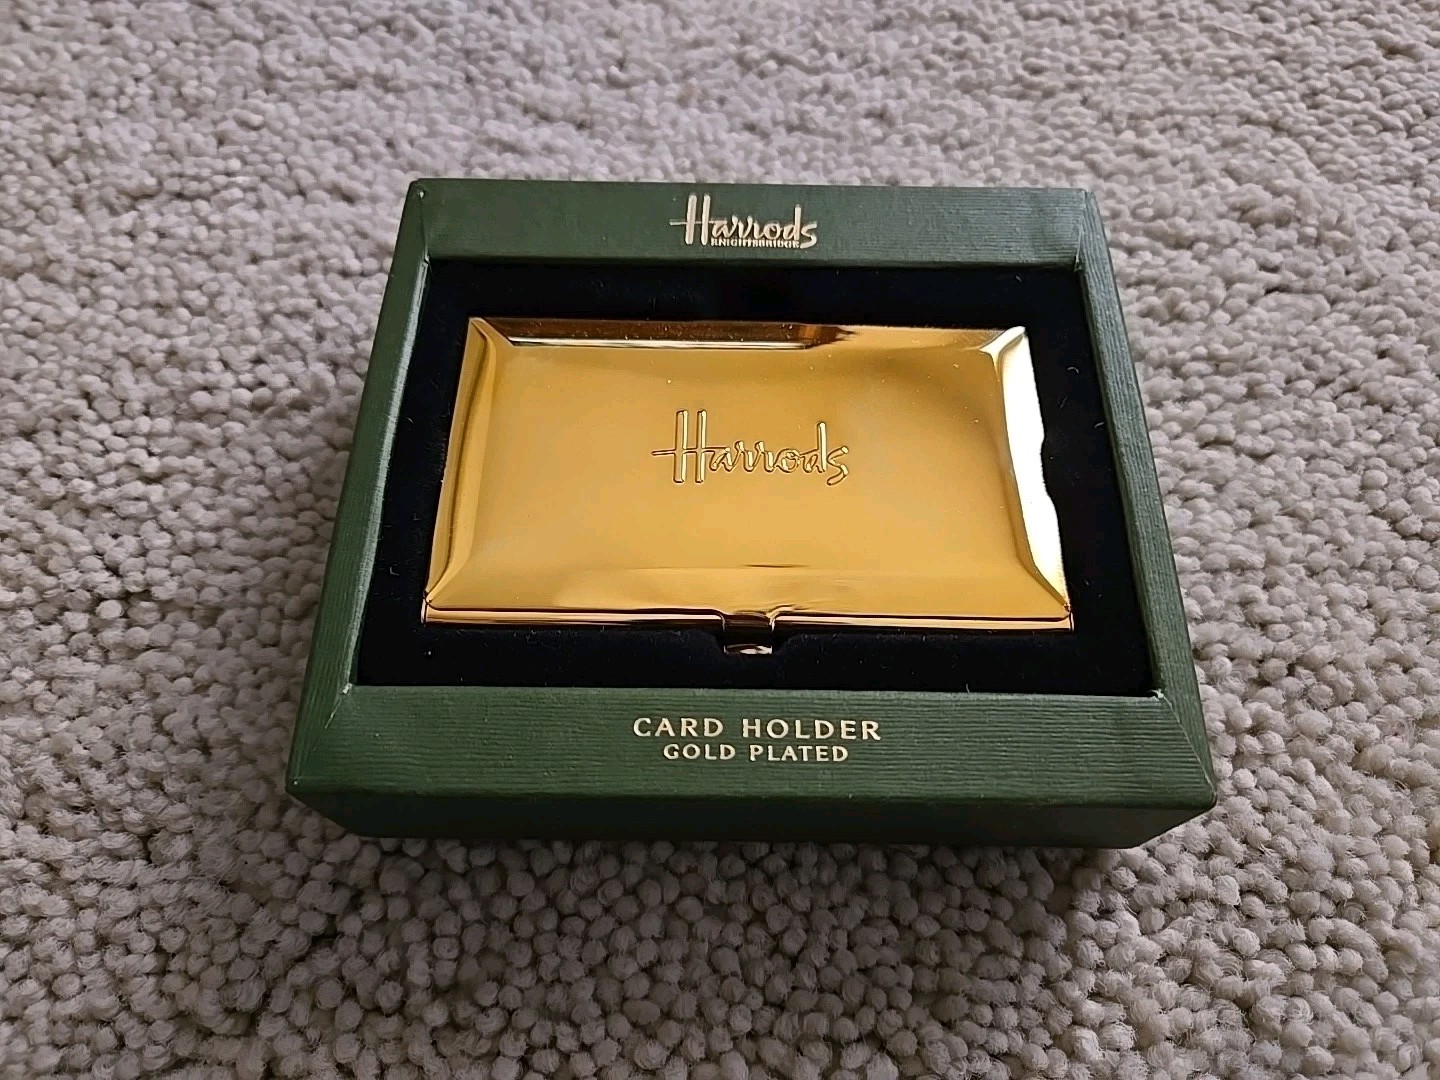 Harrods
KNIGHTSBRIDGE
Harrods
CARD HOLDER
GOLD PLATED